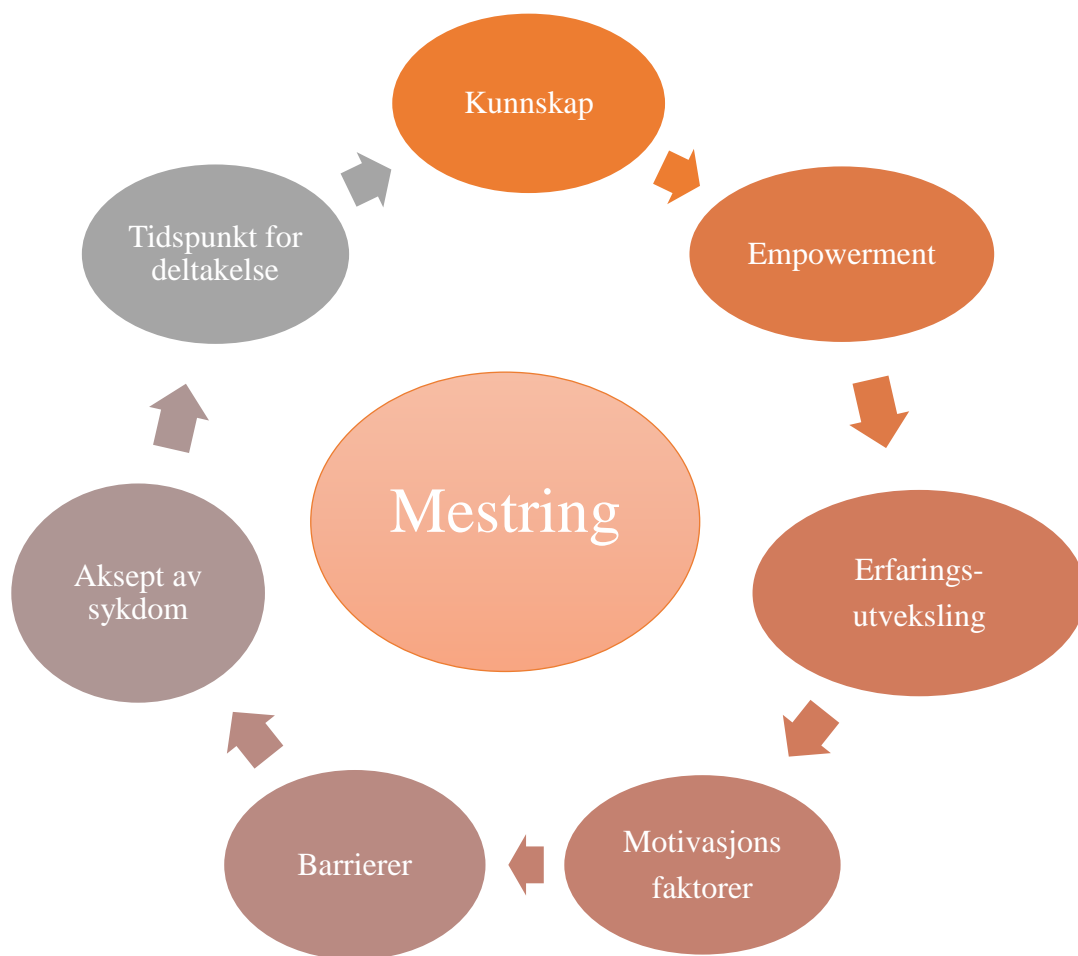 Kunnskap
Empowerment
Erfarings-
utveksling
Motivasjons
faktorer
Barrierer
Aksept av
sykdom
Tidspunkt for
deltakelse
Mestring